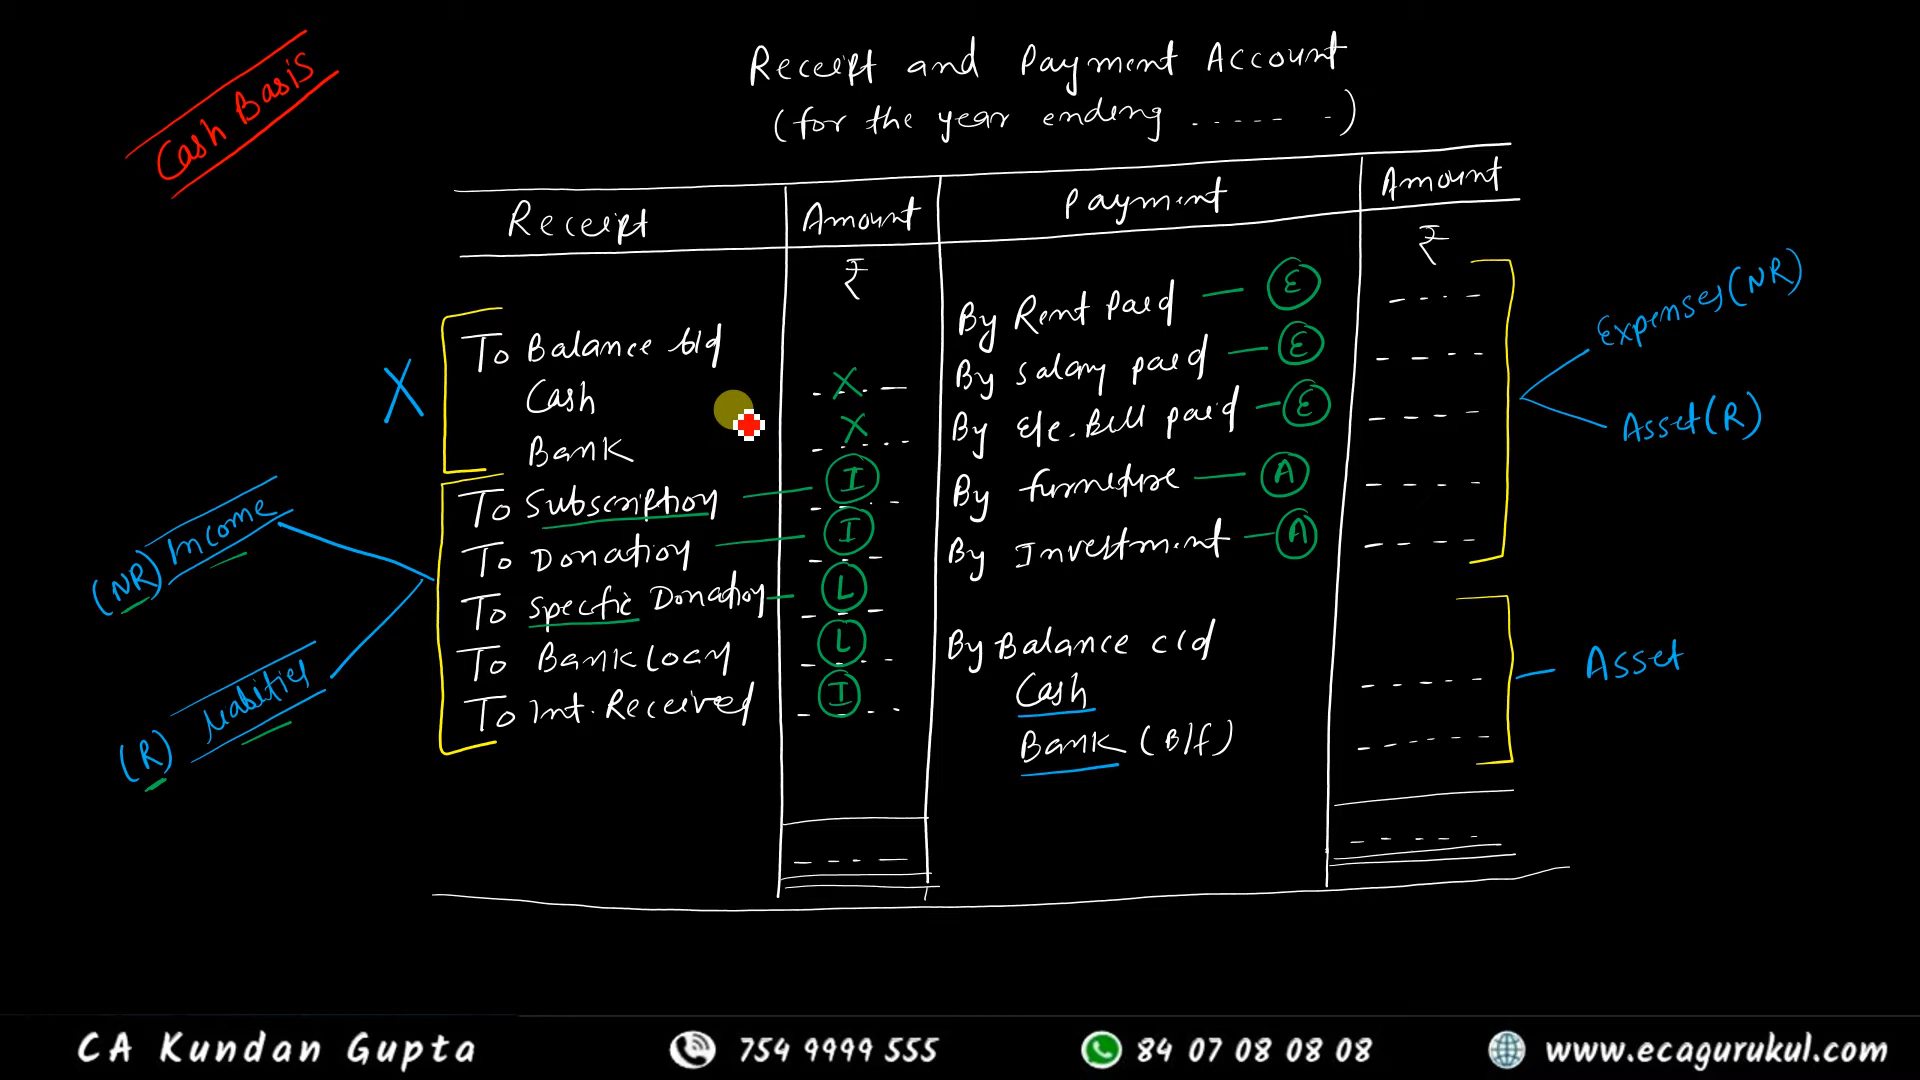 Cash Basis
Receipt and Payment Account
(for the year ending ..... .)
Receipt Amount Payment Amount
₹ ₹
To Balance b/d
Cash
Bank
To Subscription I
To Donation I
To Specfic Donation L
To Bank Loan L
To Int. Received I
X
X
X
By Rent Paid E
By Salary paid E
By Ele. Bill paid E
By furniture A
By Investment A
By Balance c/d
Cash
Bank (B/f)
(NR) Income
(R) Liabilities
Expenses (NR)
Asset (R)
Asset
CA Kundan Gupta 754 9999 555 84 07 08 08 08 www.ecagurukul.com